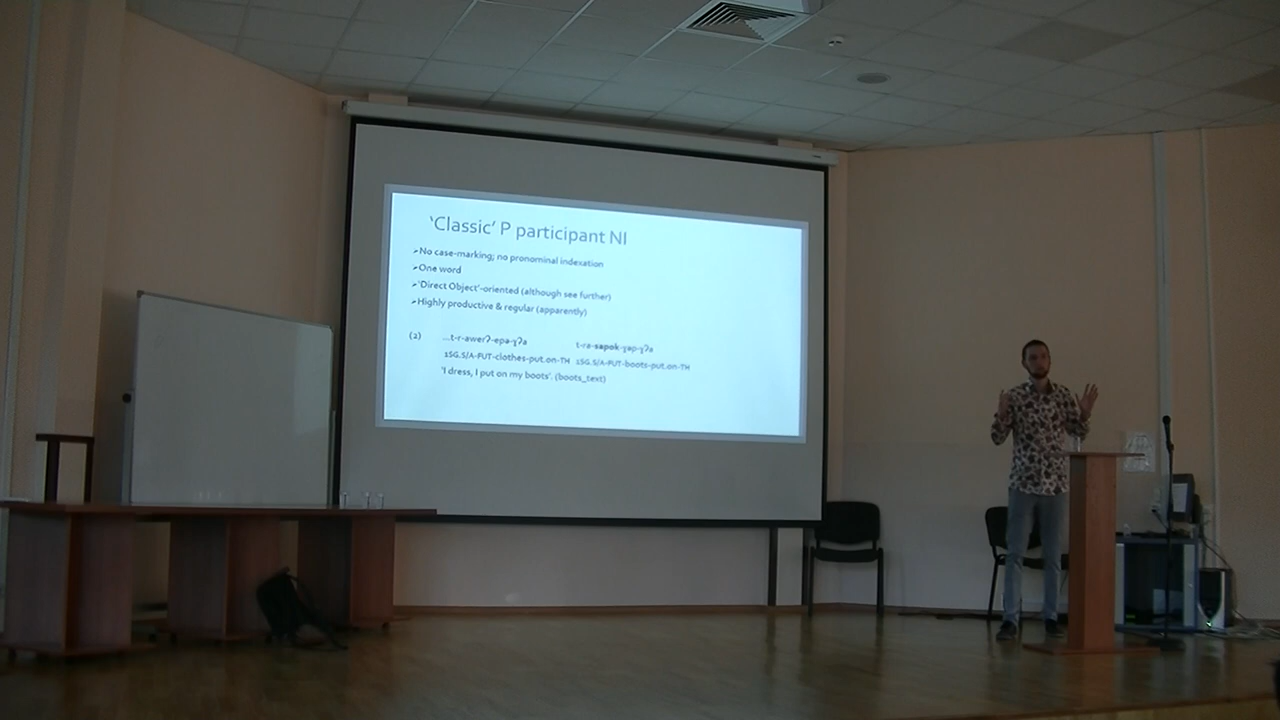 ‘Classic’ P participant NI
➢No case-marking; no pronominal indexation
➢One word
➢‘Direct Object’-oriented (although see further)
➢Highly productive & regular (apparently)
(2) ...t-r-awerʔ-epə-ɣʔa t-ra-sapok-ɣəp-ɣʔa
1SG.S/A-FUT-clothes-put.on-TH 1SG.S/A-FUT-boots-put.on-TH
‘I dress, I put on my boots’. (boots_text)